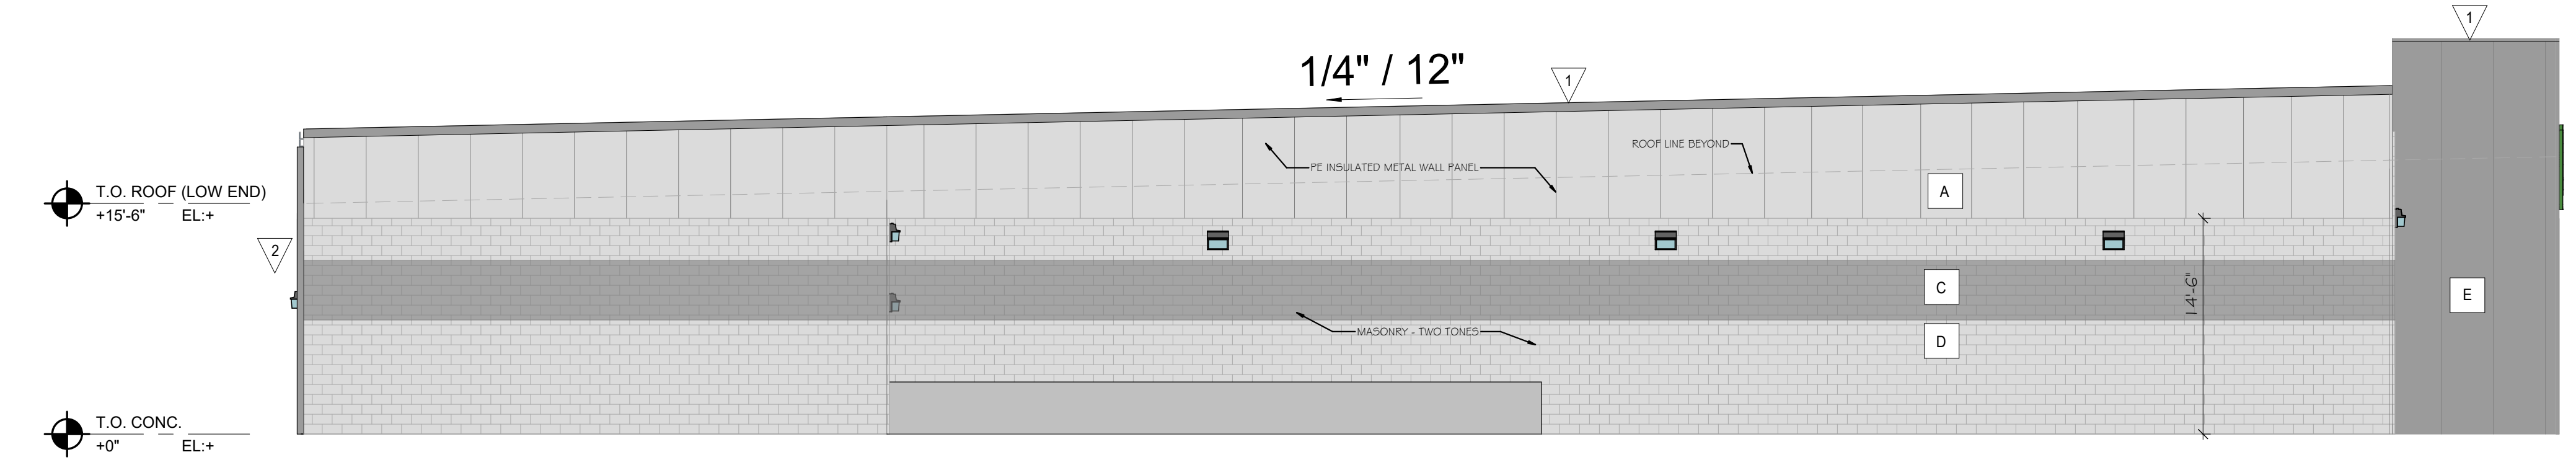 1
1/4" / 12"
1
ROOF LINE BEYOND
PE INSULATED METAL WALL PANEL
T.O. ROOF (LOW END)
+15'-6" EL:+
A
2
C
14'-6"
E
MASONRY - TWO TONES
D
T.O. CONC.
+0" EL:+